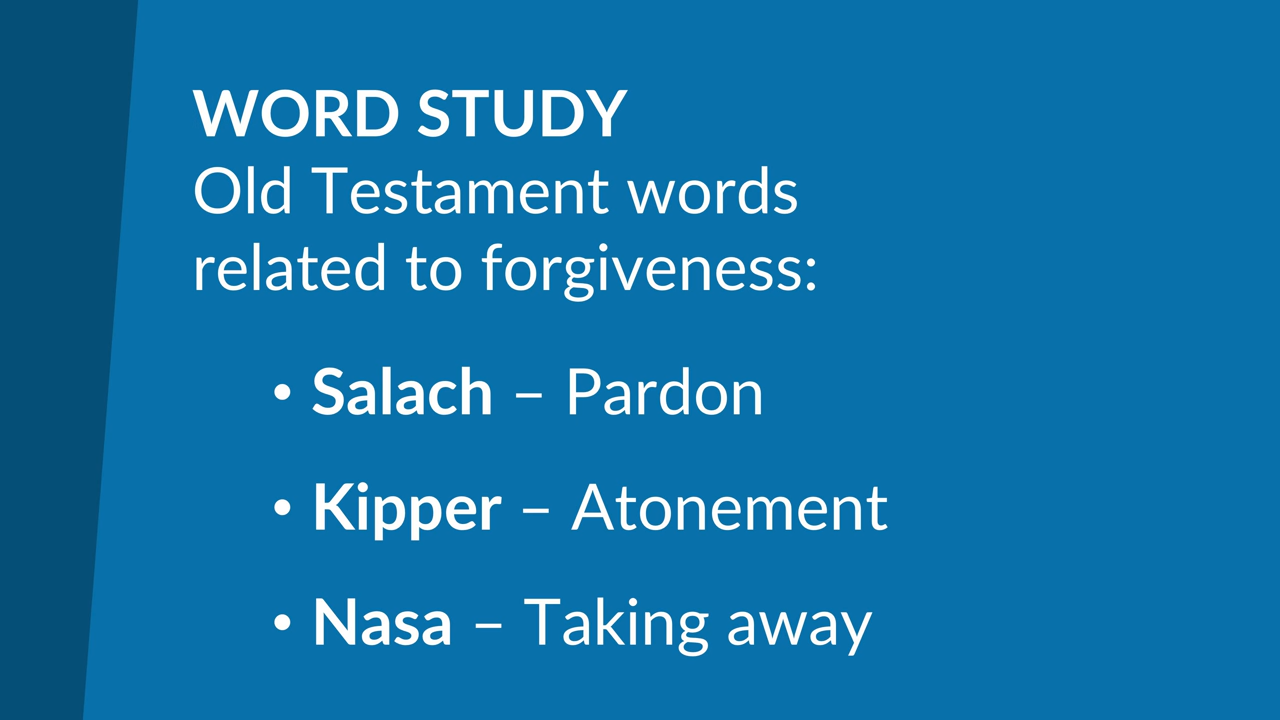 WORD STUDY
Old Testament words
related to forgiveness:
• Salach – Pardon
• Kipper – Atonement
• Nasa – Taking away